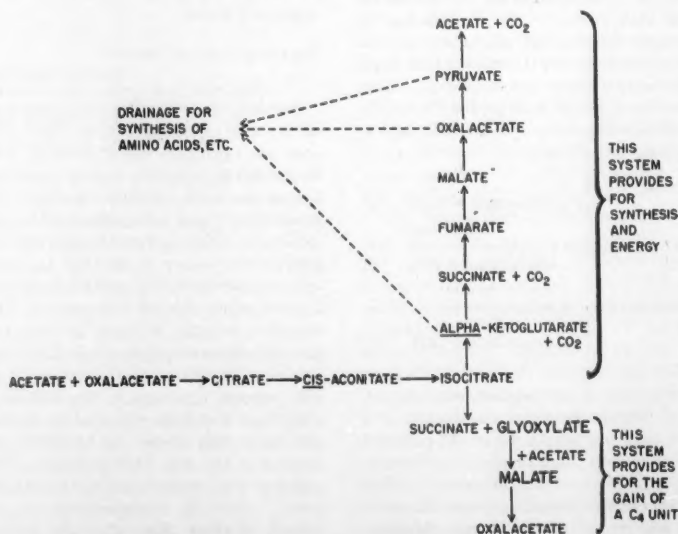 ACETATE + CO2
PYRUVATE
DRAINAGE FOR
SYNTHESIS OF
AMINO ACIDS, ETC.
OXALACETATE
MALATE
FUMARATE
SUCCINATE + CO2
ALPHA-KETOGLUTARATE
+ CO2
THIS
SYSTEM
PROVIDES
FOR
SYNTHESIS
AND
ENERGY
ACETATE + OXALACETATE → CITRATE → CIS-ACONITATE → ISOCITRATE
SUCCINATE + GLYOXYLATE
+ ACETATE
MALATE
OXALACETATE
THIS
SYSTEM
PROVIDES
FOR THE
GAIN OF
A C4 UNIT